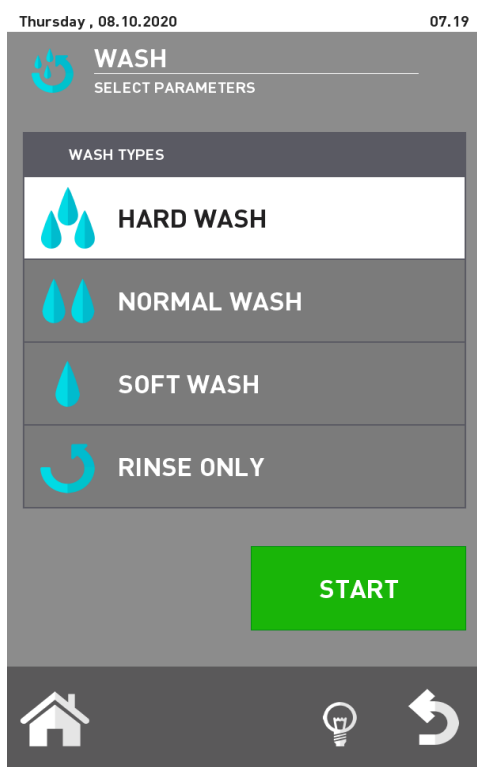 Thursday , 08.10.2020 07.19
WASH
SELECT PARAMETERS
WASH TYPES
HARD WASH
NORMAL WASH
SOFT WASH
RINSE ONLY
START